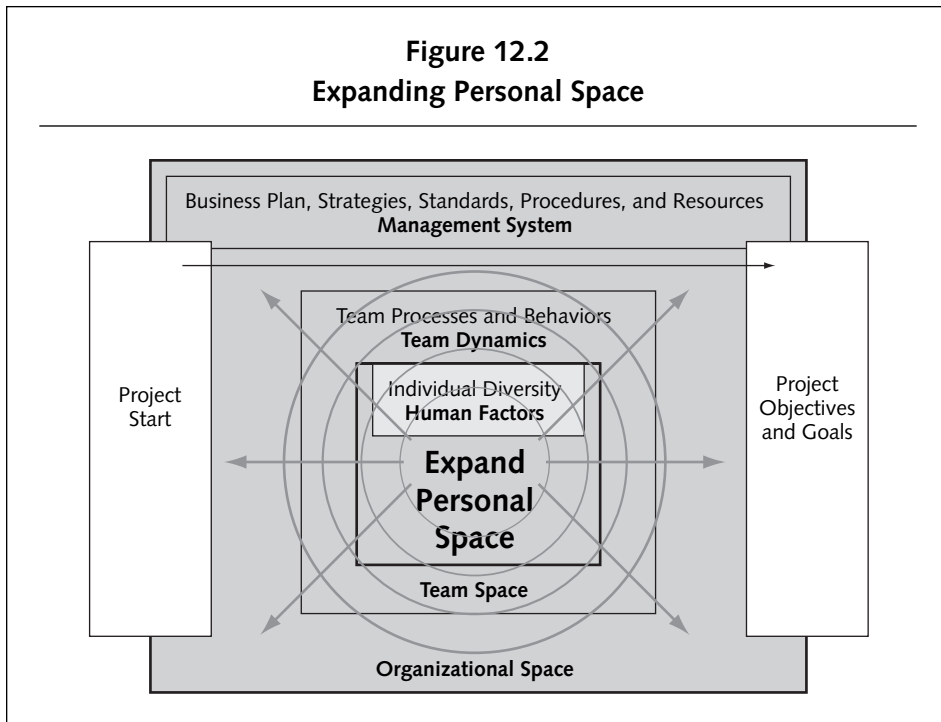 Figure 12.2
Expanding Personal Space
Business Plan, Strategies, Standards, Procedures, and Resources
Management System
Project
Start
Team Processes and Behaviors
Team Dynamics
Individual Diversity
Human Factors
Expand
Personal
Space
Team Space
Organizational Space
Project
Objectives
and Goals